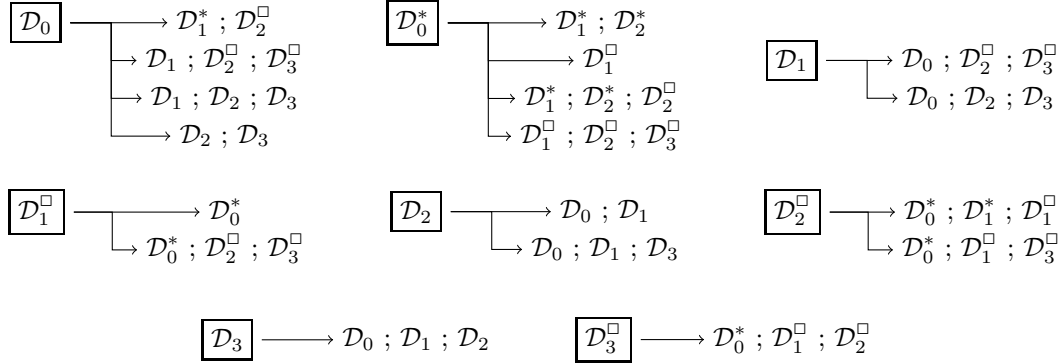 𝒟₀ → 𝒟₁* ; 𝒟₂□
𝒟₁ ; 𝒟₂□ ; 𝒟₃□
𝒟₁ ; 𝒟₂ ; 𝒟₃
𝒟₂ ; 𝒟₃
𝒟₀* → 𝒟₁* ; 𝒟₂*
𝒟₁□
𝒟₁* ; 𝒟₂* ; 𝒟₂□
𝒟₁□ ; 𝒟₂□ ; 𝒟₃□
𝒟₁ → 𝒟₀ ; 𝒟₂□ ; 𝒟₃□
𝒟₀ ; 𝒟₂ ; 𝒟₃
𝒟₁□ → 𝒟₀*
𝒟₀* ; 𝒟₂□ ; 𝒟₃□
𝒟₂ → 𝒟₀ ; 𝒟₁
𝒟₀ ; 𝒟₁ ; 𝒟₃
𝒟₂□ → 𝒟₀* ; 𝒟₁* ; 𝒟₁□
𝒟₀* ; 𝒟₁□ ; 𝒟₃□
𝒟₃ → 𝒟₀ ; 𝒟₁ ; 𝒟₂
𝒟₃□ → 𝒟₀* ; 𝒟₁□ ; 𝒟₂□